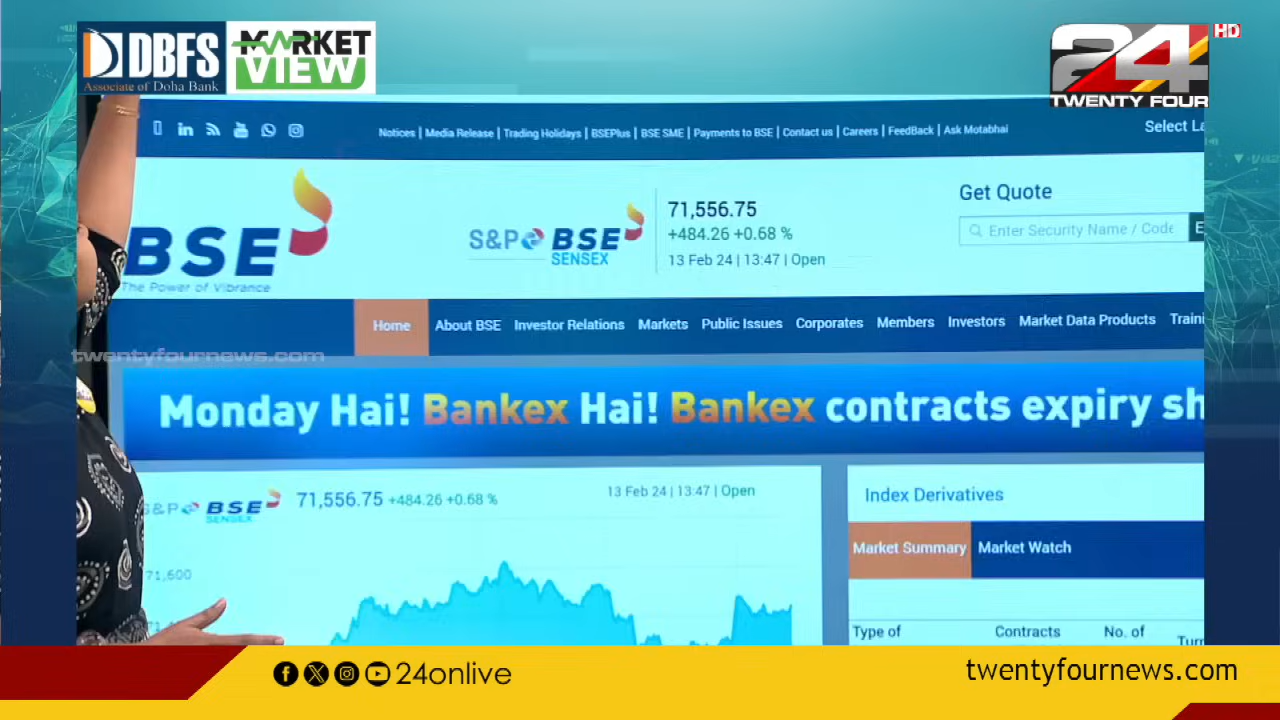 DBFS
Associate of Doha Bank
MARKET
VIEW
24
HD
TWENTY FOUR
Notices | Media Release | Trading Holidays | BSEPlus | BSE SME | Payments to BSE | Contact us | Careers | FeedBack | Ask Motabhai
Select La
BSE
The Power of Vibrance
S&P BSE
SENSEX
71,556.75
+484.26 +0.68 %
13 Feb 24 | 13:47 | Open
Get Quote
Enter Security Name / Code
E
Home About BSE Investor Relations Markets Public Issues Corporates Members Investors Market Data Products Traini
twentyfournews.com
Monday Hai! Bankex Hai! Bankex contracts expiry sh
S&P BSE
SENSEX
71,556.75 +484.26 +0.68 %
13 Feb 24 | 13:47 | Open
71,600
Index Derivatives
Market Summary Market Watch
Type of Contracts No. of Turn
24onlive
twentyfournews.com